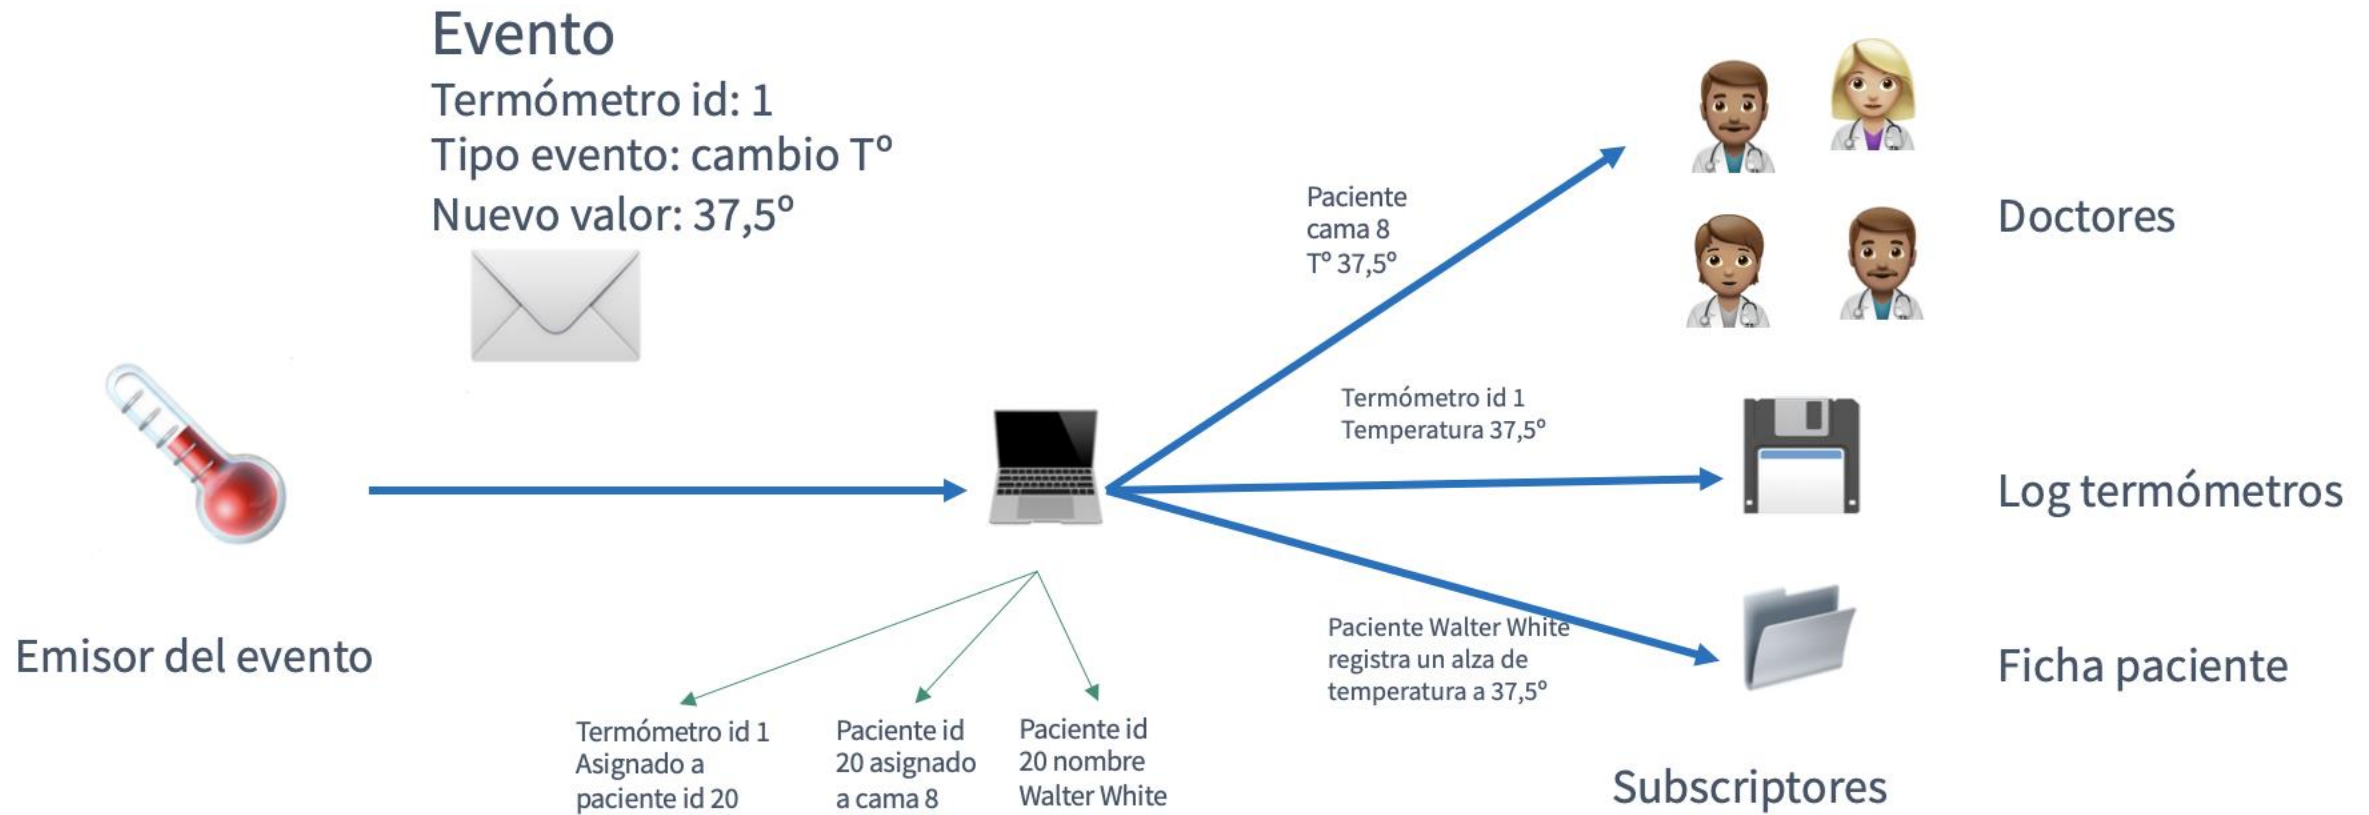 Evento
Termómetro id: 1
Tipo evento: cambio Tº
Nuevo valor: 37,5º
Paciente
cama 8
Tº 37,5º
Doctores
Termómetro id 1
Temperatura 37,5º
Log termómetros
Emisor del evento
Paciente Walter White
registra un alza de
temperatura a 37,5º
Ficha paciente
Termómetro id 1
Asignado a
paciente id 20
Paciente id
20 asignado
a cama 8
Paciente id
20 nombre
Walter White
Subscriptores